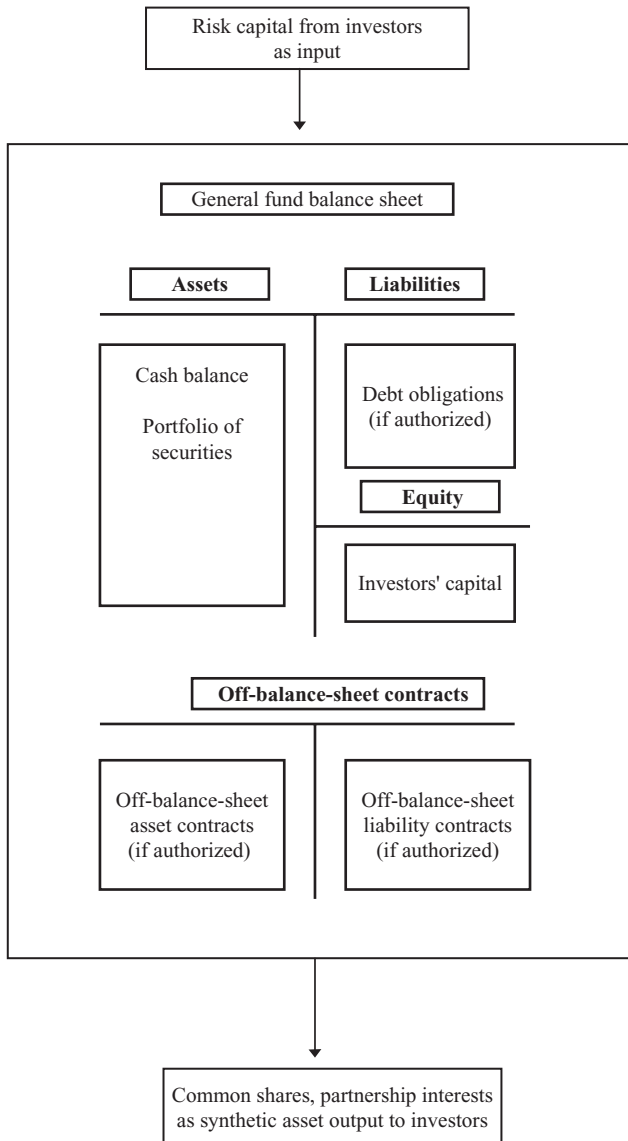 Risk capital from investors
as input
General fund balance sheet
Assets
Liabilities
Cash balance
Portfolio of
securities
Debt obligations
(if authorized)
Equity
Investors' capital
Off-balance-sheet contracts
Off-balance-sheet
asset contracts
(if authorized)
Off-balance-sheet
liability contracts
(if authorized)
Common shares, partnership interests
as synthetic asset output to investors